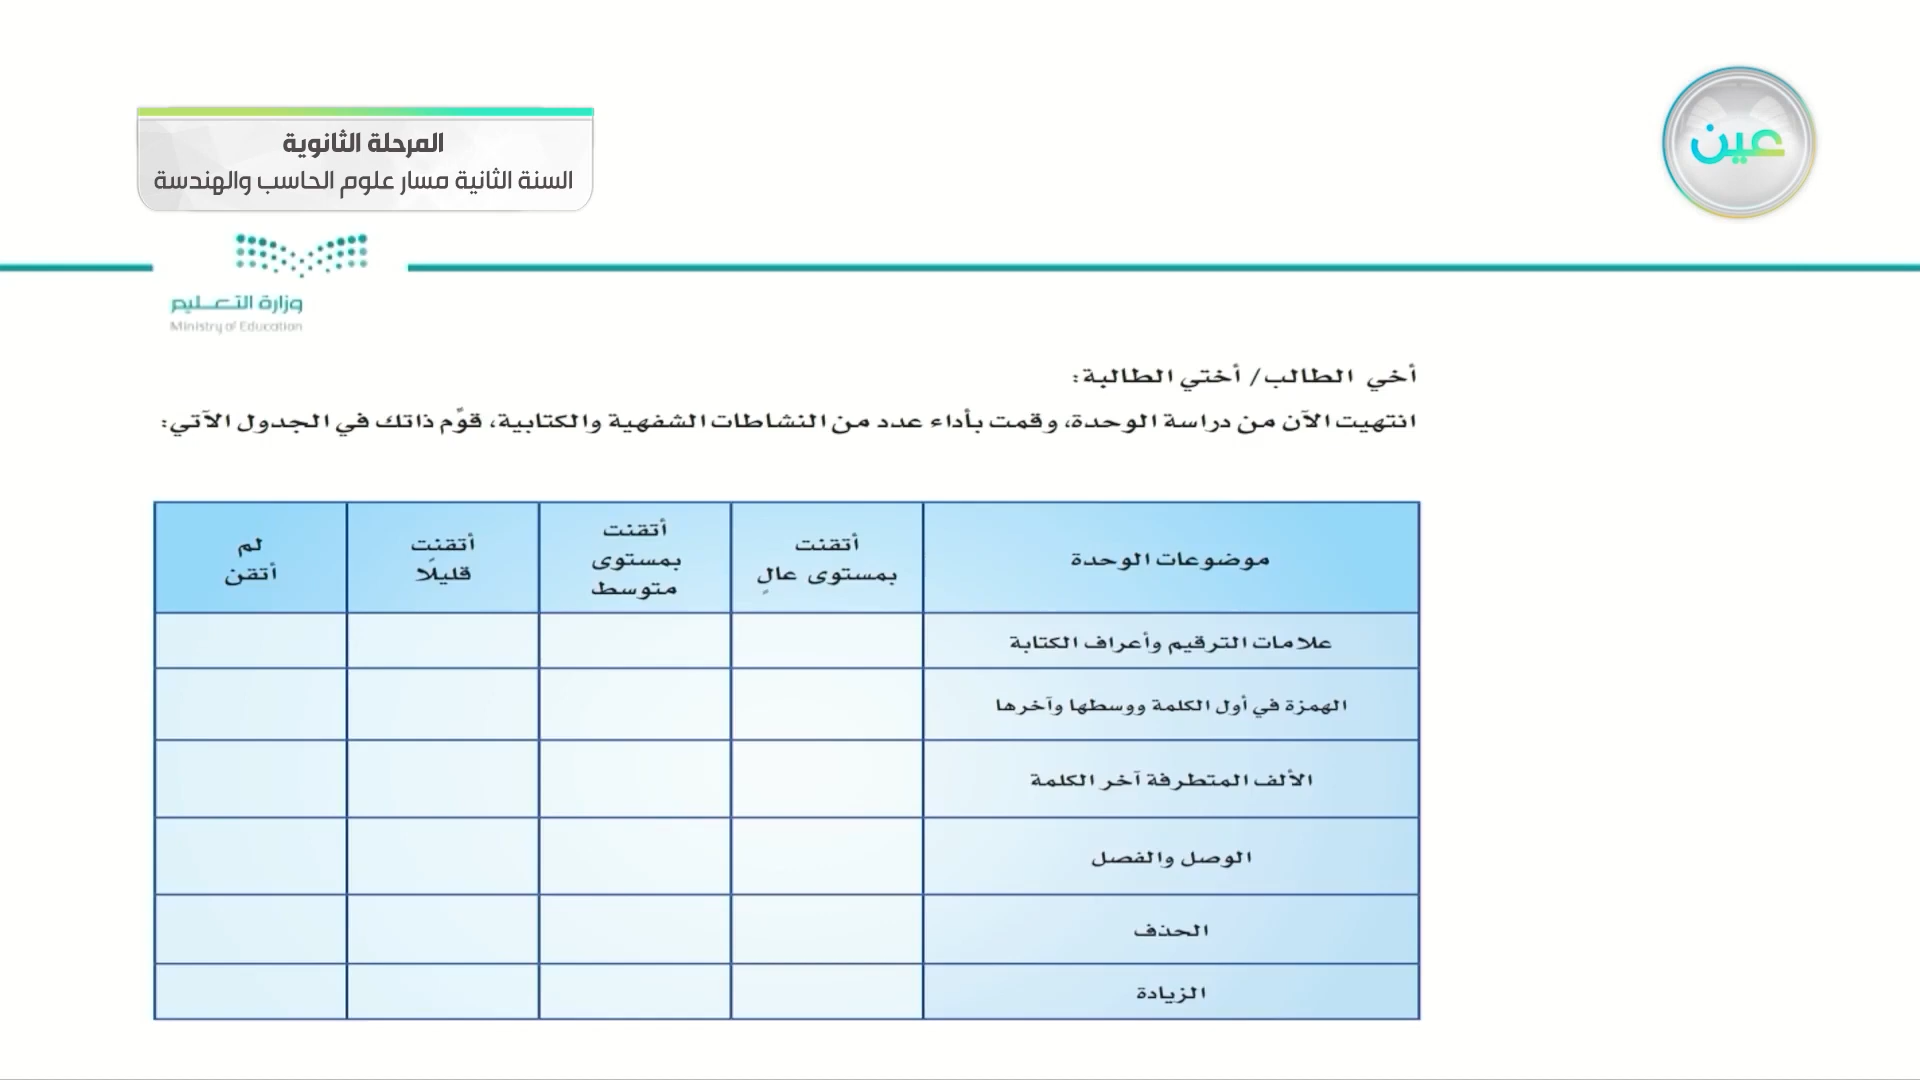 عين
المرحلة الثانوية
السنة الثانية مسار علوم الحاسب والهندسة
وزارة التعـــليم
Ministry of Education
أخي الطالب/ أختي الطالبة:
انتهيت الآن من دراسة الوحدة، وقمت بأداء عدد من النشاطات الشفهية والكتابية، قوِّم ذاتك في الجدول الآتي:
موضوعات الوحدة
أتقنت
بمستوى عالٍ
أتقنت
بمستوى
متوسط
أتقنت
قليلًا
لم
أتقن
علامات الترقيم وأعراف الكتابة
الهمزة في أول الكلمة ووسطها وآخرها
الألف المتطرفة آخر الكلمة
الوصل والفصل
الحذف
الزيادة